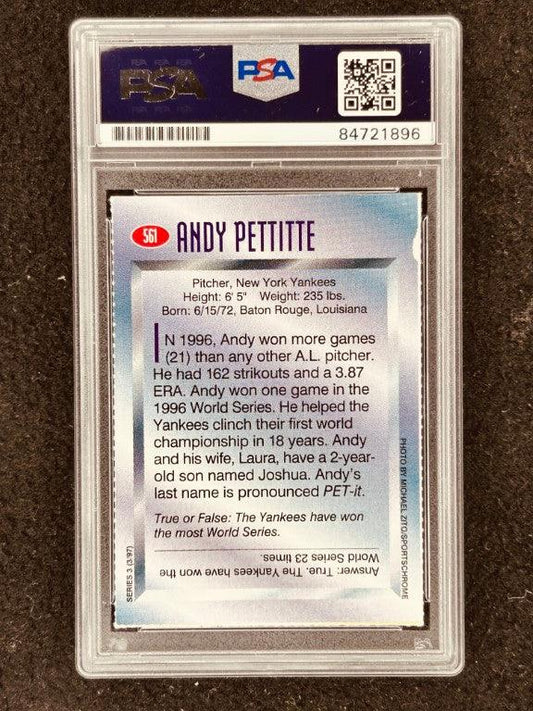 PSA
PSA
84721896
561 ANDY PETTITTE
Pitcher, New York Yankees
Height: 6' 5" Weight: 235 lbs.
Born: 6/15/72, Baton Rouge, Louisiana
IN 1996, Andy won more games
(21) than any other A.L. pitcher.
He had 162 strikouts and a 3.87
ERA. Andy won one game in the
1996 World Series. He helped the
Yankees clinch their first world
championship in 18 years. Andy
and his wife, Laura, have a 2-year-
old son named Joshua. Andy's
last name is pronounced PET-it.
True or False: The Yankees have won
the most World Series.
Answer: True. The Yankees have won the
World Series 23 times.
SERIES 3 (3/97)
PHOTO BY MICHAEL ZITO/SPORTSCHROME